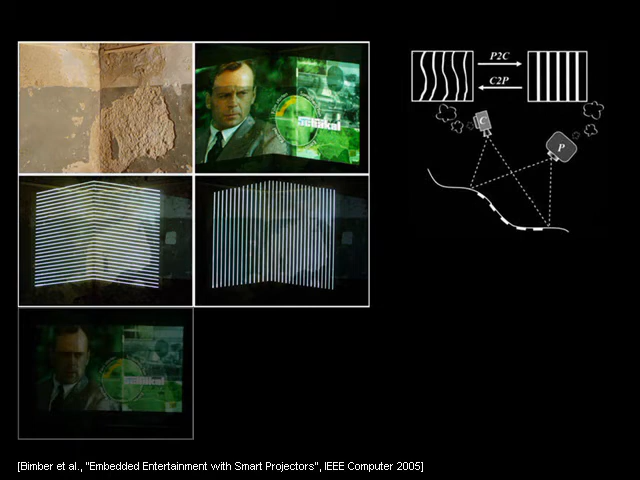 P2C
C2P
C
P
[Bimber et al., "Embedded Entertainment with Smart Projectors", IEEE Computer 2005]